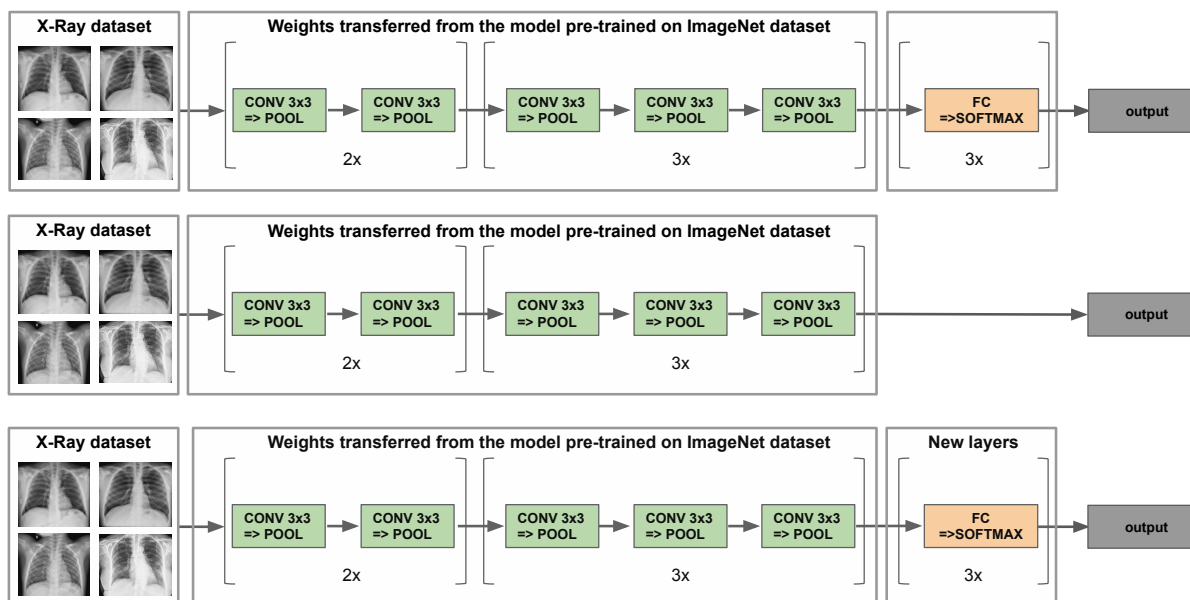 X-Ray dataset
Weights transferred from the model pre-trained on ImageNet dataset
CONV 3x3
=> POOL
CONV 3x3
=> POOL
2x
CONV 3x3
=> POOL
CONV 3x3
=> POOL
CONV 3x3
=> POOL
3x
FC
=>SOFTMAX
3x
output
X-Ray dataset
Weights transferred from the model pre-trained on ImageNet dataset
CONV 3x3
=> POOL
CONV 3x3
=> POOL
2x
CONV 3x3
=> POOL
CONV 3x3
=> POOL
CONV 3x3
=> POOL
3x
output
X-Ray dataset
Weights transferred from the model pre-trained on ImageNet dataset
CONV 3x3
=> POOL
CONV 3x3
=> POOL
2x
CONV 3x3
=> POOL
CONV 3x3
=> POOL
CONV 3x3
=> POOL
3x
New layers
FC
=>SOFTMAX
3x
output